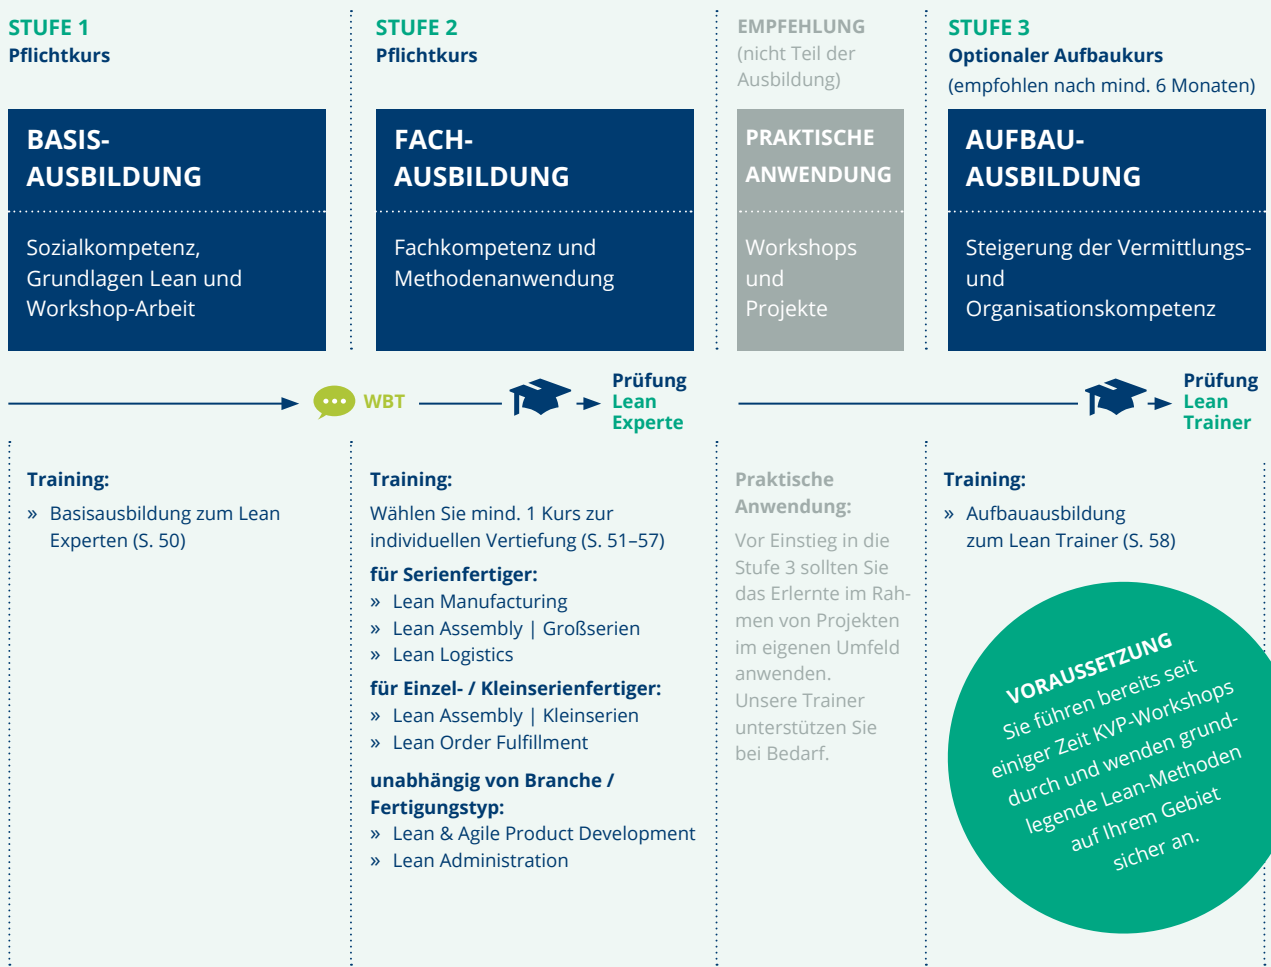 STUFE 1
Pflichtkurs
BASIS-
AUSBILDUNG
Sozialkompetenz,
Grundlagen Lean und
Workshop-Arbeit
STUFE 2
Pflichtkurs
FACH-
AUSBILDUNG
Fachkompetenz und
Methodenanwendung
EMPFEHLUNG
(nicht Teil der
Ausbildung)
PRAKTISCHE
ANWENDUNG
Workshops
und
Projekte
STUFE 3
Optionaler Aufbaukurs
(empfohlen nach mind. 6 Monaten)
AUFBAU-
AUSBILDUNG
Steigerung der Vermittlungs-
und
Organisationskompetenz
WBT
Prüfung
Lean
Experte
Prüfung
Lean
Trainer
Training:
» Basisausbildung zum Lean
Experten (S. 50)
Training:
Wählen Sie mind. 1 Kurs zur
individuellen Vertiefung (S. 51–57)
für Serienfertiger:
» Lean Manufacturing
» Lean Assembly | Großserien
» Lean Logistics
für Einzel- / Kleinserienfertiger:
» Lean Assembly | Kleinserien
» Lean Order Fulfillment
unabhängig von Branche /
Fertigungstyp:
» Lean & Agile Product Development
» Lean Administration
Praktische
Anwendung:
Vor Einstieg in die
Stufe 3 sollten Sie
das Erlernte im Rah-
men von Projekten
im eigenen Umfeld
anwenden.
Unsere Trainer
unterstützen Sie
bei Bedarf.
Training:
» Aufbauausbildung
zum Lean Trainer (S. 58)
VORAUSSETZUNG
Sie führen bereits seit
einiger Zeit KVP-Workshops
durch und wenden grund-
legende Lean-Methoden
auf Ihrem Gebiet
sicher an.